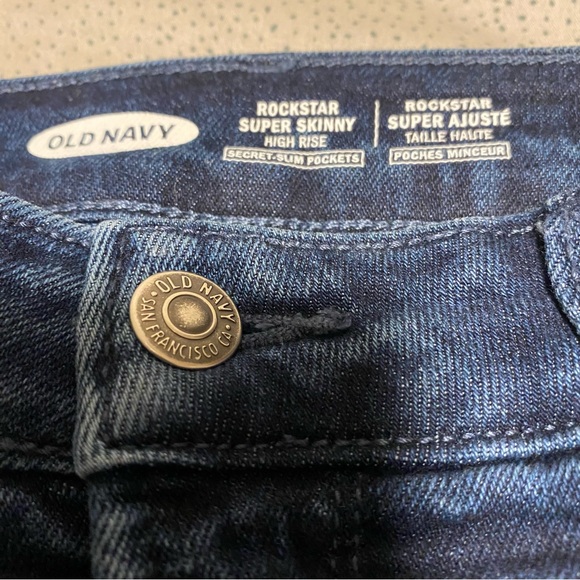 OLD NAVY
ROCKSTAR
SUPER SKINNY
HIGH RISE
SECRET-SLIM POCKETS
ROCKSTAR
SUPER AJUSTÉ
TAILLE HAUTE
POCHES MINCEUR
OLD NAVY
SAN FRANCISCO CA